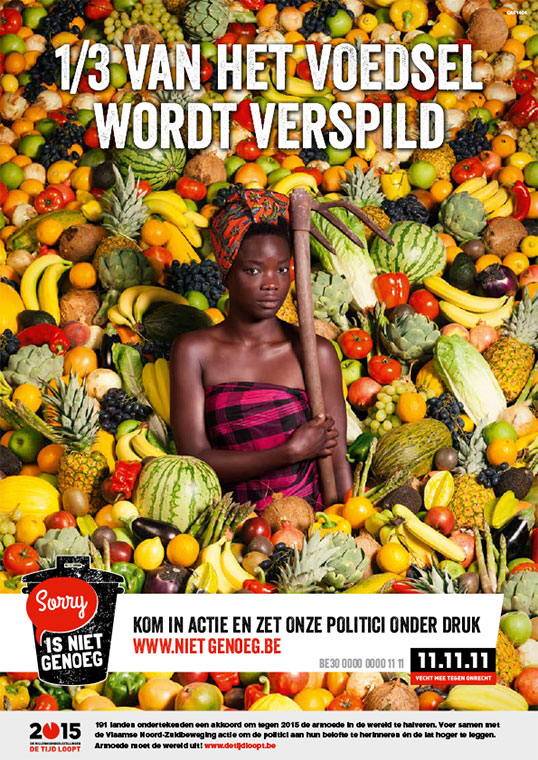 CAS1406
1/3 VAN HET VOEDSEL
WORDT VERSPILD
Sorry
IS NIET
GENOEG
KOM IN ACTIE EN ZET ONZE POLITICI ONDER DRUK
WWW.NIETGENOEG.BE
BE30 0000 0000 11 11
11.11.11
VECHT MEE TEGEN ONRECHT
2015
DE MILLENNIUMDOELSTELLINGEN
DE TIJD LOOPT
191 landen ondertekenden een akkoord om tegen 2015 de armoede in de wereld te halveren. Voer samen met
de Vlaamse Noord-Zuidbeweging actie om de politici aan hun belofte te herinneren én de lat hoger te leggen.
Armoede moet de wereld uit! www.detijdloopt.be